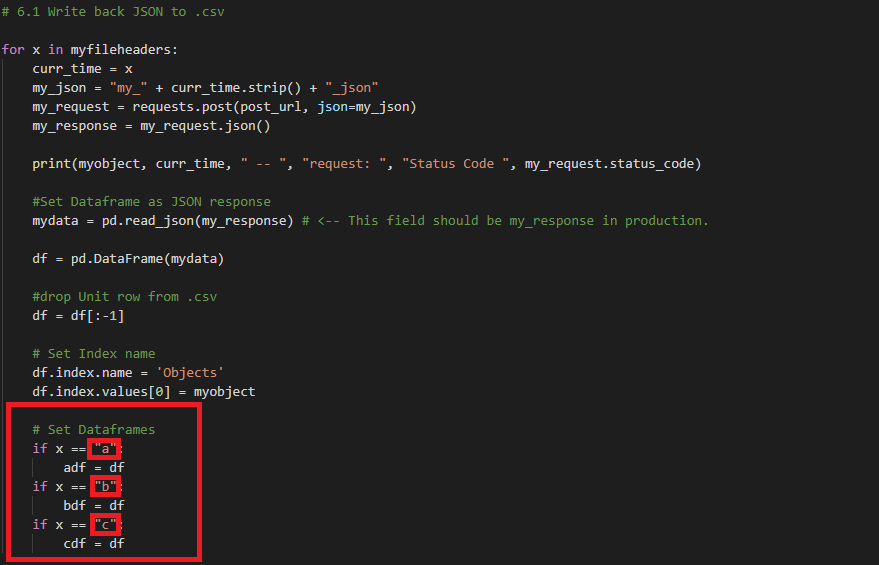 # 6.1 Write back JSON to .csv
for x in myfileheaders:
curr_time = x
my_json = "my_" + curr_time.strip() + "_json"
my_request = requests.post(post_url, json=my_json)
my_response = my_request.json()
print(myobject, curr_time, " -- ", "request: ", "Status Code ", my_request.status_code)
#Set Dataframe as JSON response
mydata = pd.read_json(my_response) # <-- This field should be my_response in production.
df = pd.DataFrame(mydata)
#drop Unit row from .csv
df = df[:-1]
# Set Index name
df.index.name = 'Objects'
df.index.values[0] = myobject
# Set Dataframes
if x == "a":
adf = df
if x == "b":
bdf = df
if x == "c":
cdf = df